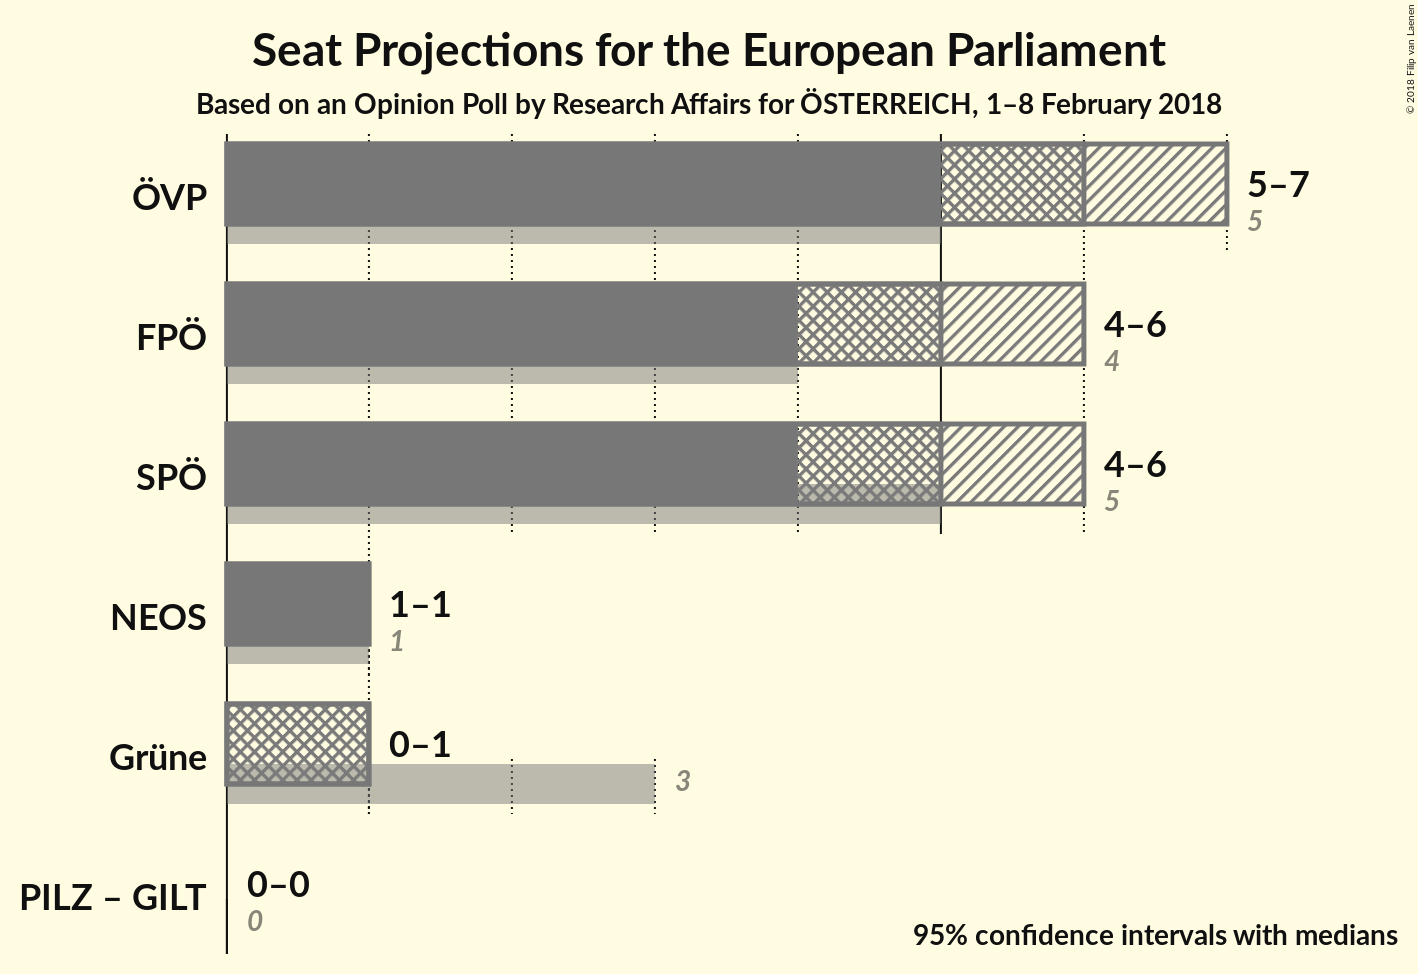 Seat Projections for the European Parliament
Based on an Opinion Poll by Research Affairs for ÖSTERREICH, 1–8 February 2018
© 2018 Filip van Laenen
ÖVP
5–7
5
FPÖ
4–6
4
SPÖ
4–6
5
NEOS
1–1
1
Grüne
0–1
3
PILZ – GILT
0–0
0
95% confidence intervals with medians